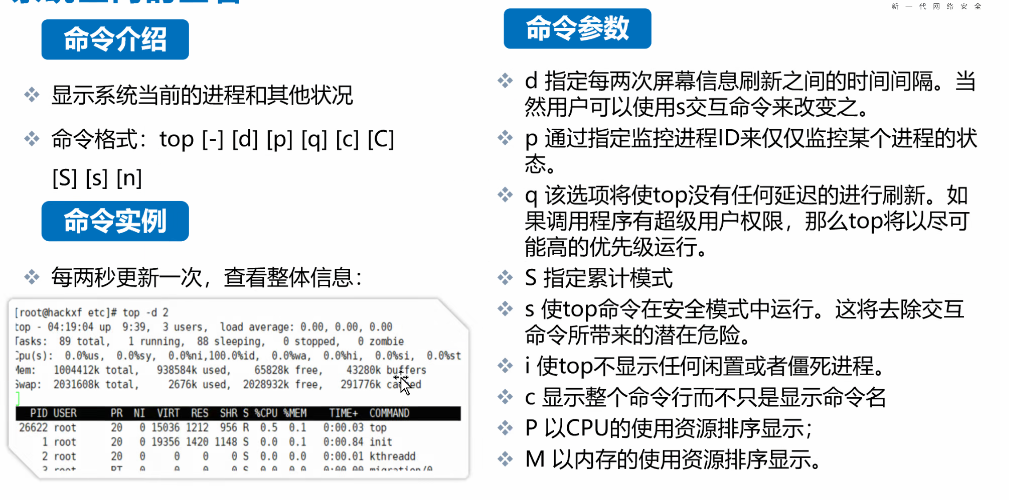 新一代网络安全
命令介绍
显示系统当前的进程和其他状况
命令格式：top [-] [d] [p] [q] [c] [C]
[S] [s] [n]
命令实例
每两秒更新一次，查看整体信息：
[root@hackxf etc]# top -d 2
top - 04:19:04 up  9:39,  3 users,  load average: 0.00, 0.00, 0.00
Tasks:  89 total,   1 running,  88 sleeping,   0 stopped,   0 zombie
Cpu(s):  0.0%us,  0.0%sy,  0.0%ni,100.0%id,  0.0%wa,  0.0%hi,  0.0%si,  0.0%st
Mem:   1004412k total,   938584k used,    65828k free,    43280k buffers
Swap:  2031608k total,     2676k used,  2028932k free,   291776k cached
PID USER PR NI VIRT RES SHR S %CPU %MEM TIME+ COMMAND
26622 root 20 0 15036 1212 956 R 0.5 0.1 0:00.03 top
1 root 20 0 19356 1420 1148 S 0.0 0.1 0:00.84 init
2 root 20 0 0 0 0 S 0.0 0.0 0:00.01 kthreadd
3 root RT 0 0 0 0 S 0.0 0.0 0:00.00 migration/0
命令参数
d 指定每两次屏幕信息刷新之间的时间间隔。当
然用户可以使用s交互命令来改变之。
p 通过指定监控进程ID来仅仅监控某个进程的状
态。
q 该选项将使top没有任何延迟的进行刷新。如
果调用程序有超级用户权限，那么top将以尽可
能高的优先级运行。
S 指定累计模式
s 使top命令在安全模式中运行。这将去除交互
命令所带来的潜在危险。
i 使top不显示任何闲置或者僵死进程。
c 显示整个命令行而不只是显示命令名
P 以CPU的使用资源排序显示；
M 以内存的使用资源排序显示。